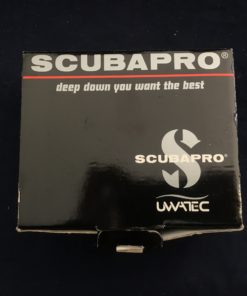 SCUBAPRO®
deep down you want the best
S
SCUBAPRO®
UWATEC